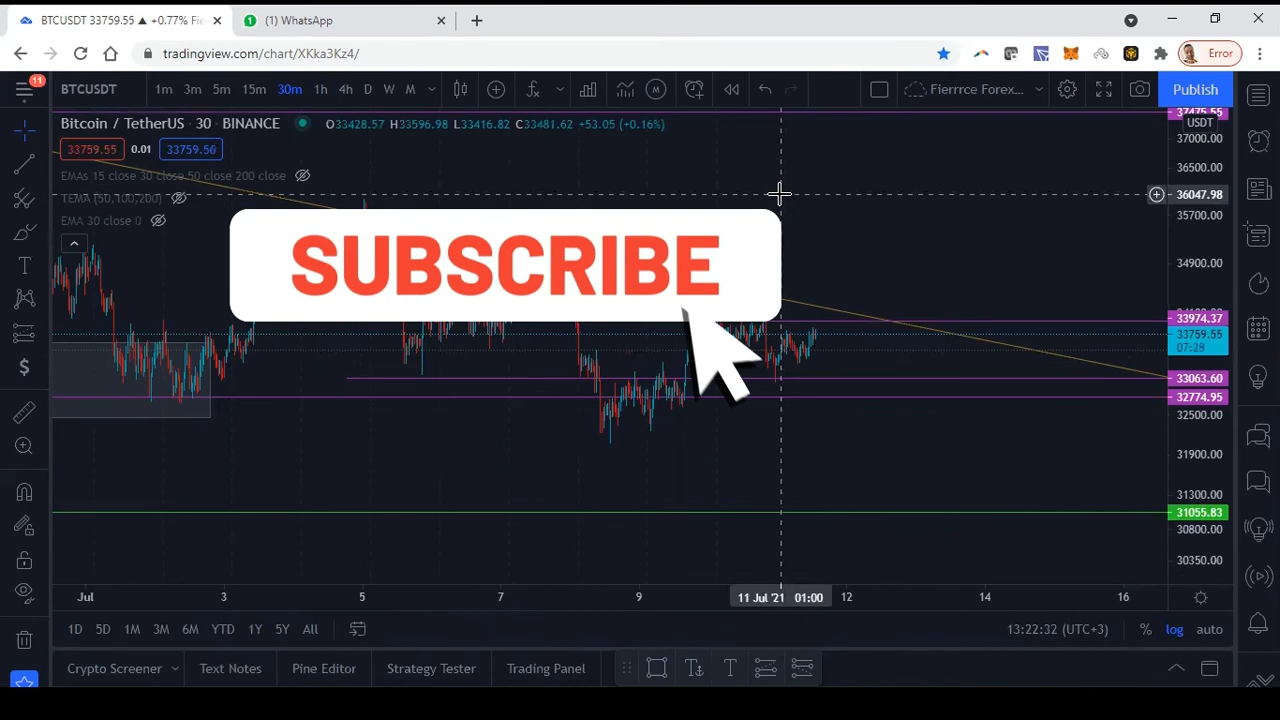 BTCUSDT 33759.55 ▲ +0.77% Fie
(1) WhatsApp
tradingview.com/chart/XKka3Kz4/
Error
11
BTCUSDT 1m 3m 5m 15m 30m 1h 4h D W M Fierrrce Forex... Publish
37475.55
Bitcoin / TetherUS · 30 · BINANCE O33428.57 H33596.98 L33416.82 C33481.62 +53.05 (+0.16%)
USDT
37000.00
33759.55 0.01 33759.56
36500.00
EMAs 15 close 30 close 50 close 200 close
TEMA (50,100,200)
36047.98
35700.00
EMA 30 close 0
SUBSCRIBE
34900.00
33974.37
33759.55
07:28
33063.60
32774.95
32500.00
31900.00
31300.00
31055.83
30800.00
30350.00
Jul 3 5 7 9 11 Jul '21 01:00 12 14 16
1D 5D 1M 3M 6M YTD 1Y 5Y All 13:22:32 (UTC+3) % log auto
Crypto Screener Text Notes Pine Editor Strategy Tester Trading Panel